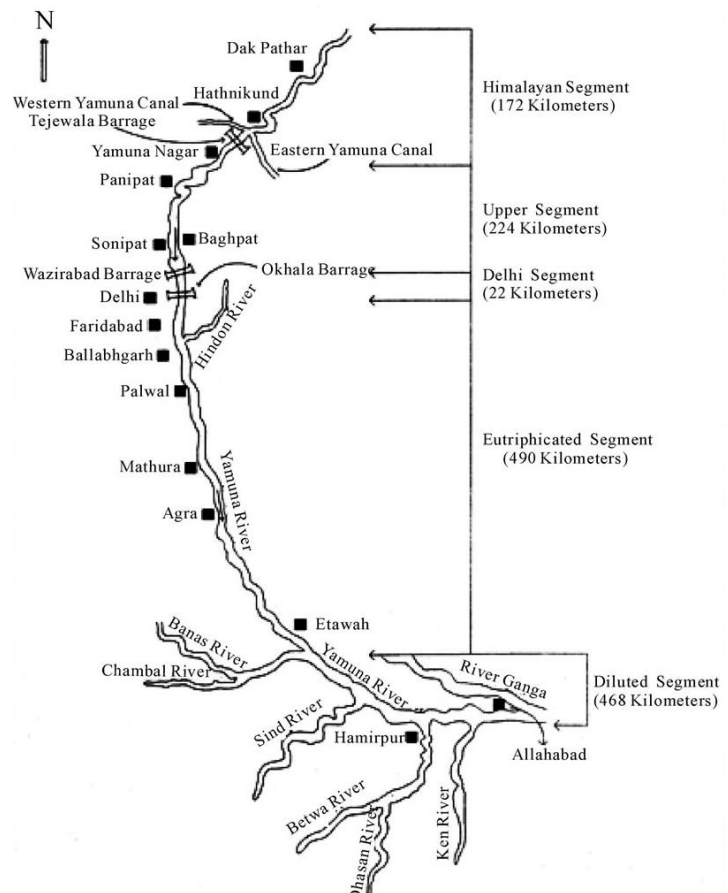 N
Dak Pathar
Hathnikund
Western Yamuna Canal
Tejewala Barrage
Yamuna Nagar
Eastern Yamuna Canal
Panipat
Himalayan Segment
(172 Kilometers)
Upper Segment
(224 Kilometers)
Sonipat
Baghpat
Wazirabad Barrage
Okhala Barrage
Delhi Segment
(22 Kilometers)
Delhi
Hindon River
Faridabad
Ballabhgarh
Palwal
Eutriphicated Segment
(490 Kilometers)
Mathura
Yamuna River
Agra
Etawah
Banas River
Chambal River
Yamuna River
River Ganga
Diluted Segment
(468 Kilometers)
Sind River
Hamirpur
Allahabad
Betwa River
Dhasan River
Ken River